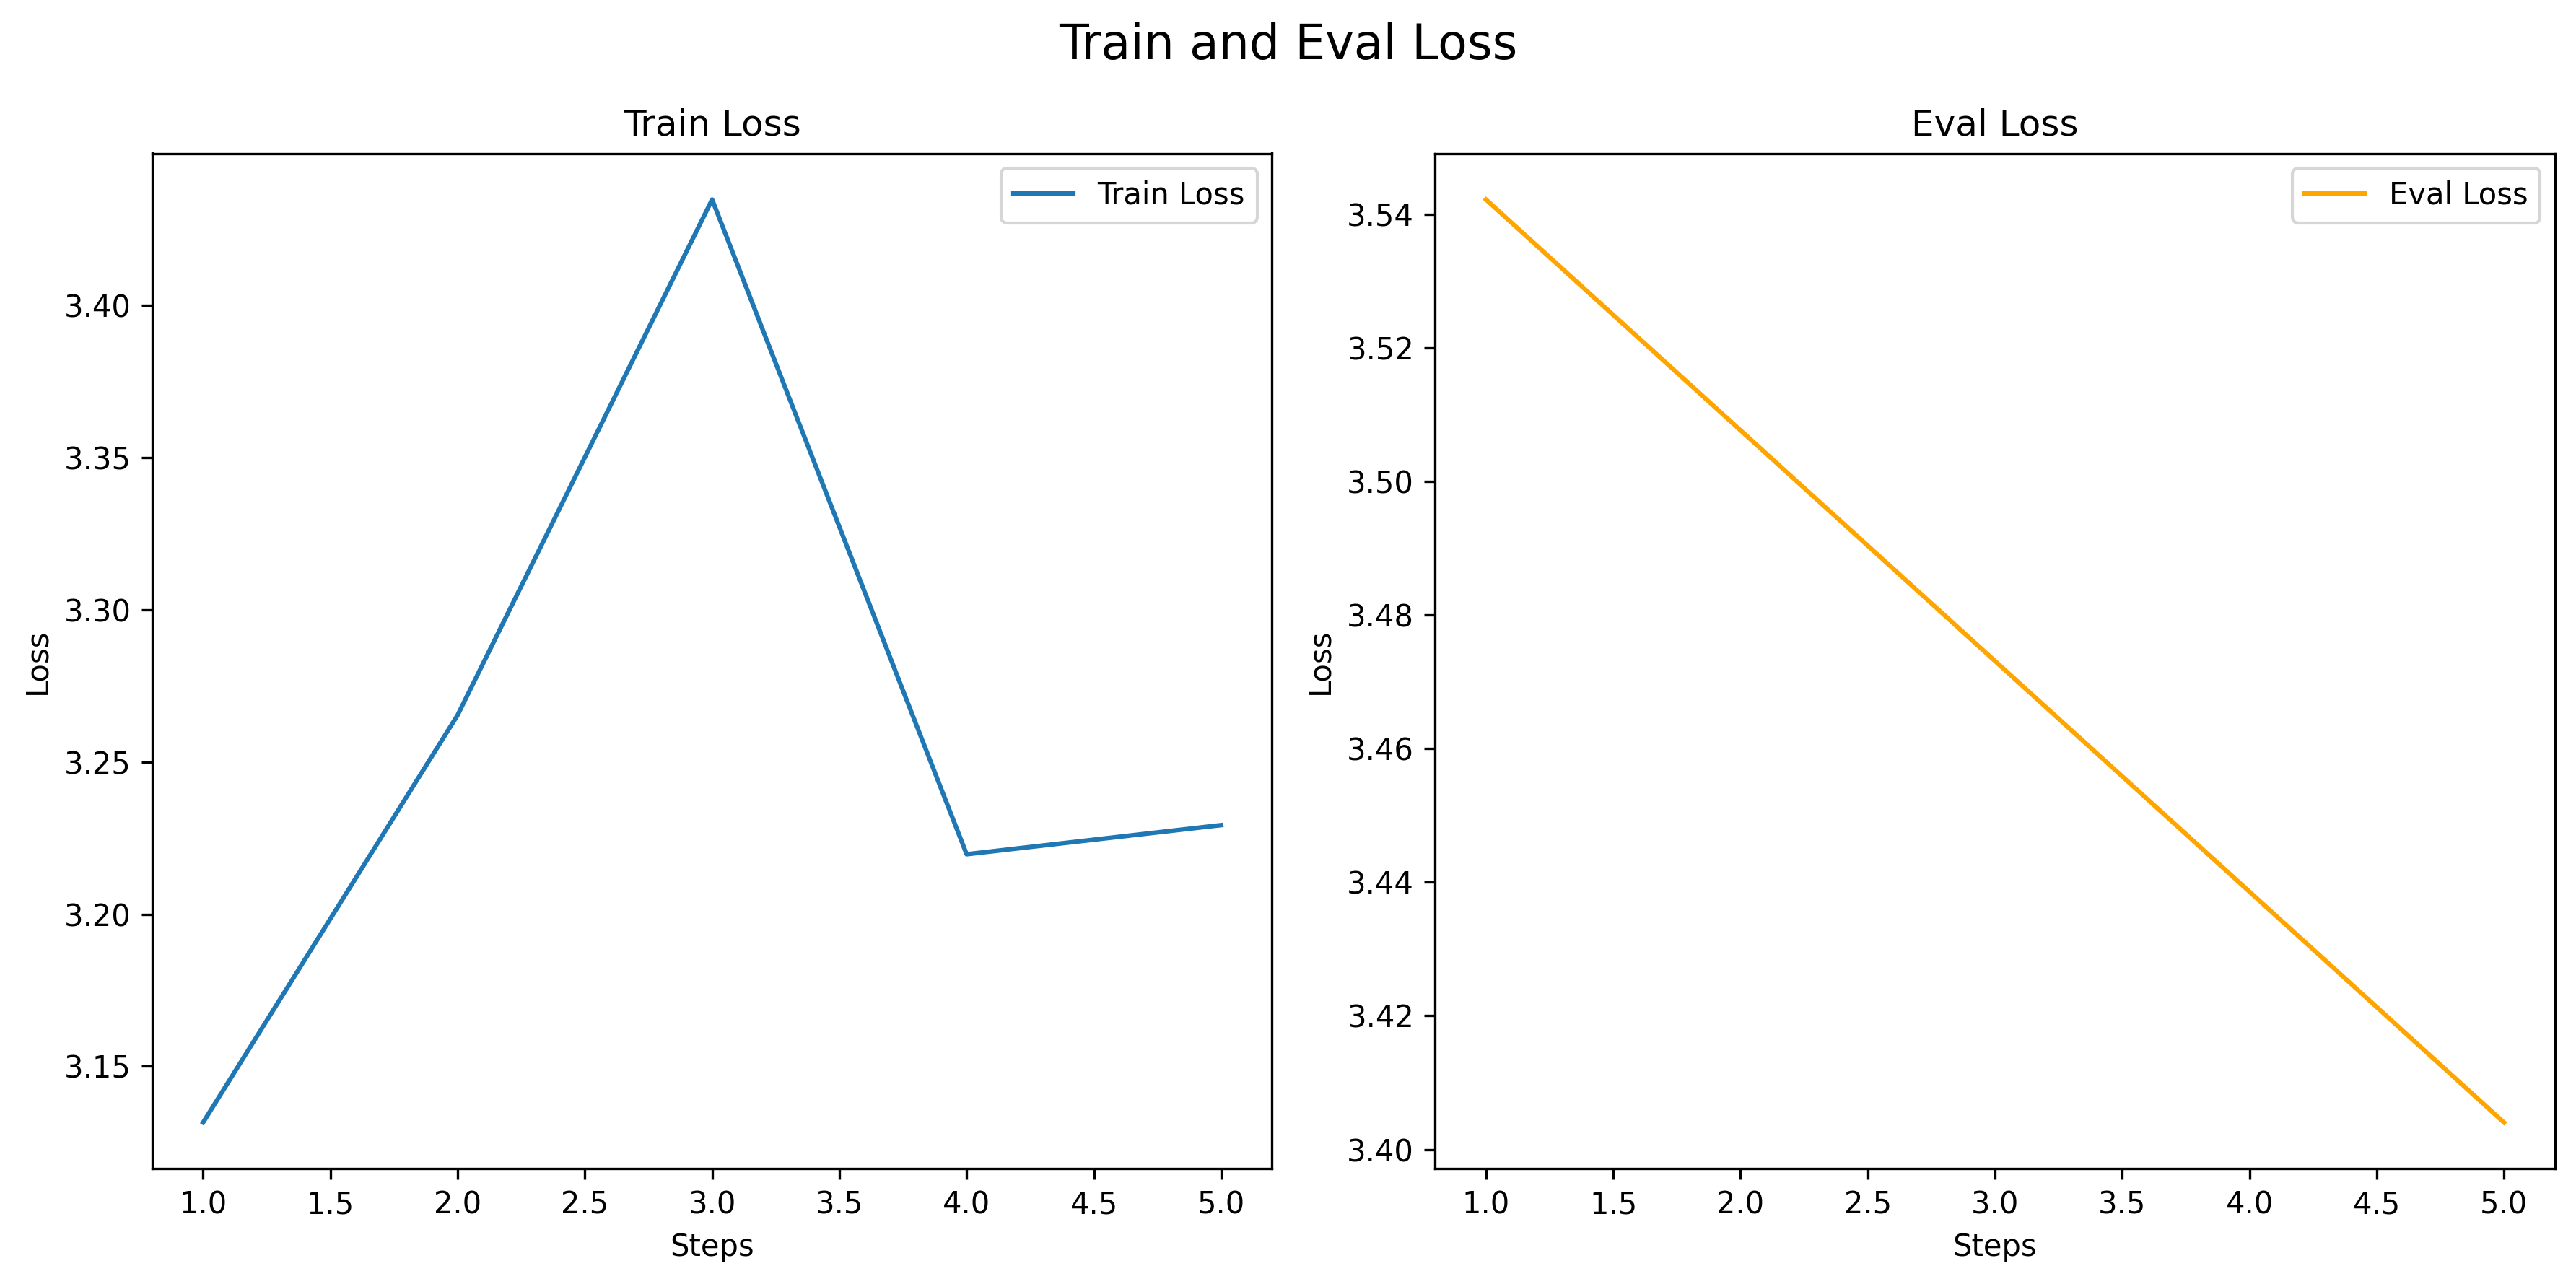 Train and Eval Loss
Train Loss
Train Loss
3.40
3.35
3.30
3.25
3.20
3.15
Loss
1.0 1.5 2.0 2.5 3.0 3.5 4.0 4.5 5.0
Steps
Eval Loss
Eval Loss
3.54
3.52
3.50
3.48
3.46
3.44
3.42
3.40
Loss
1.0 1.5 2.0 2.5 3.0 3.5 4.0 4.5 5.0
Steps